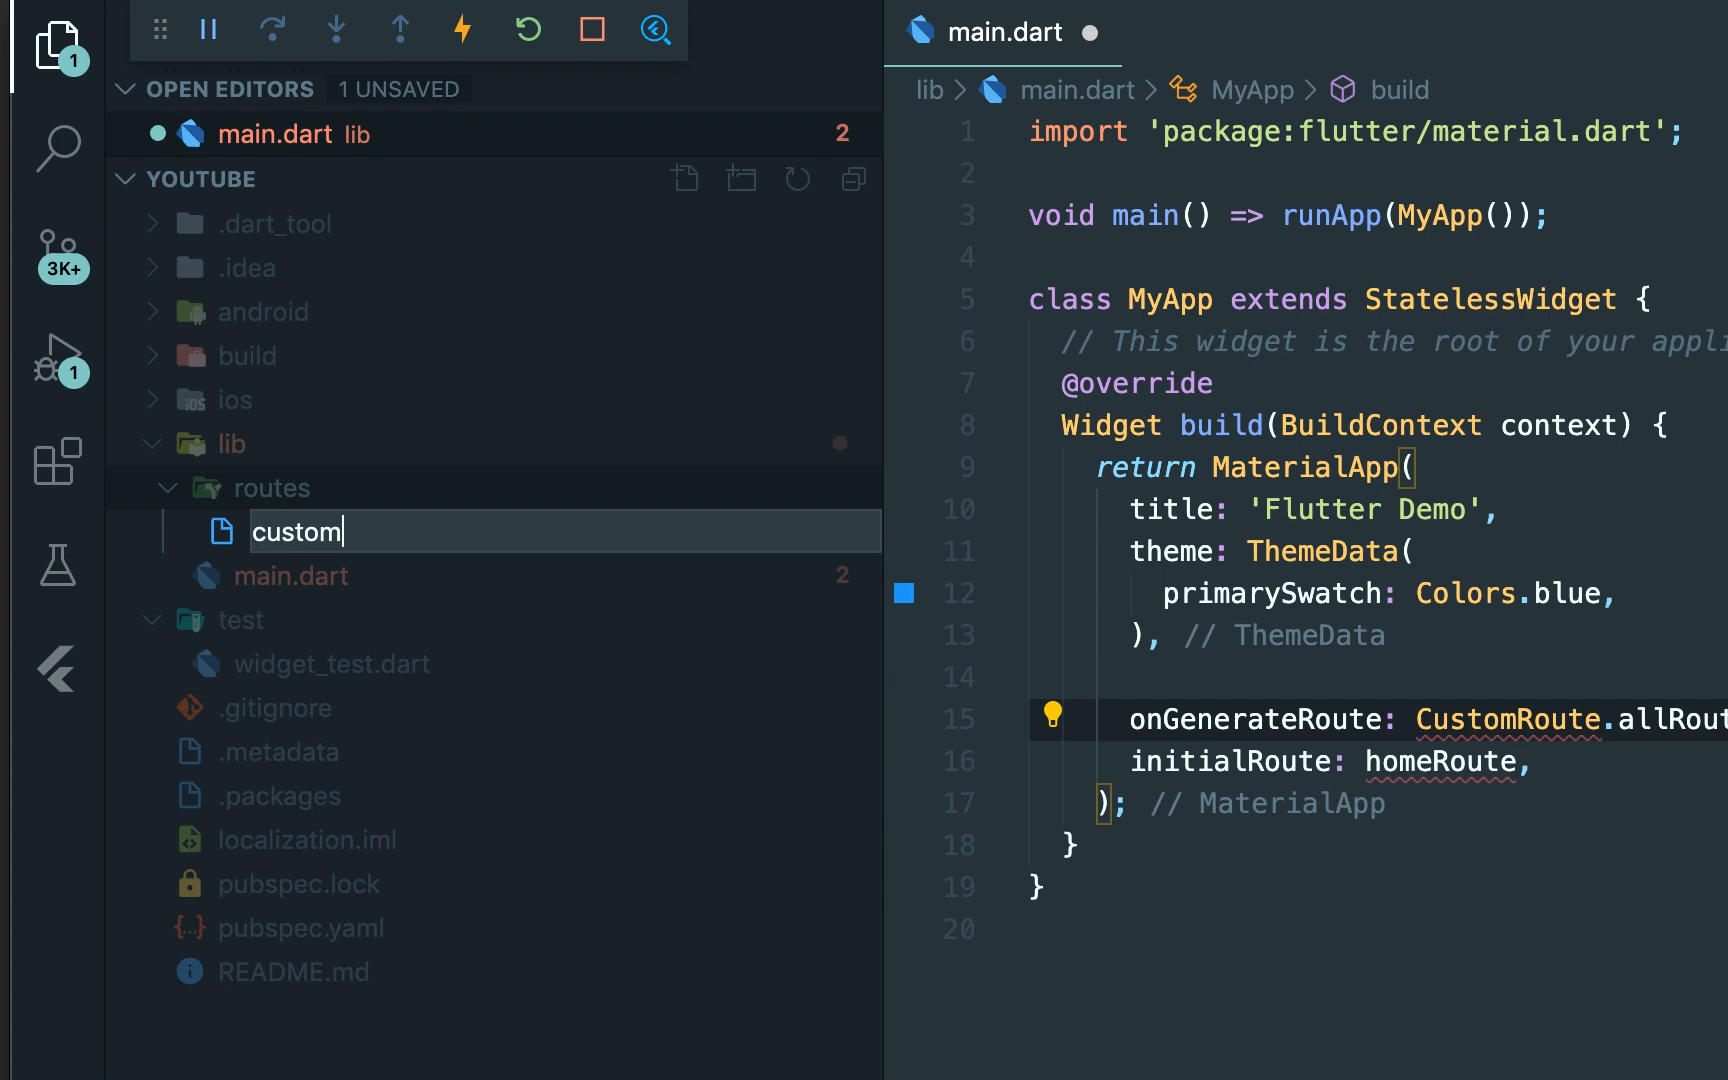 main.dart
OPEN EDITORS 1 UNSAVED
main.dart lib 2
YOUTUBE
.dart_tool
.idea
android
build
ios
lib
routes
custom
main.dart 2
test
widget_test.dart
.gitignore
.metadata
.packages
localization.iml
pubspec.lock
pubspec.yaml
README.md
1
3K+
1
lib > main.dart > MyApp > build
1 import 'package:flutter/material.dart';
2
3 void main() => runApp(MyApp());
4
5 class MyApp extends StatelessWidget {
6 // This widget is the root of your appli
7 @override
8 Widget build(BuildContext context) {
9 return MaterialApp(
10 title: 'Flutter Demo',
11 theme: ThemeData(
12 primarySwatch: Colors.blue,
13 ), // ThemeData
14
15 onGenerateRoute: CustomRoute.allRout
16 initialRoute: homeRoute,
17 ); // MaterialApp
18 }
19 }
20